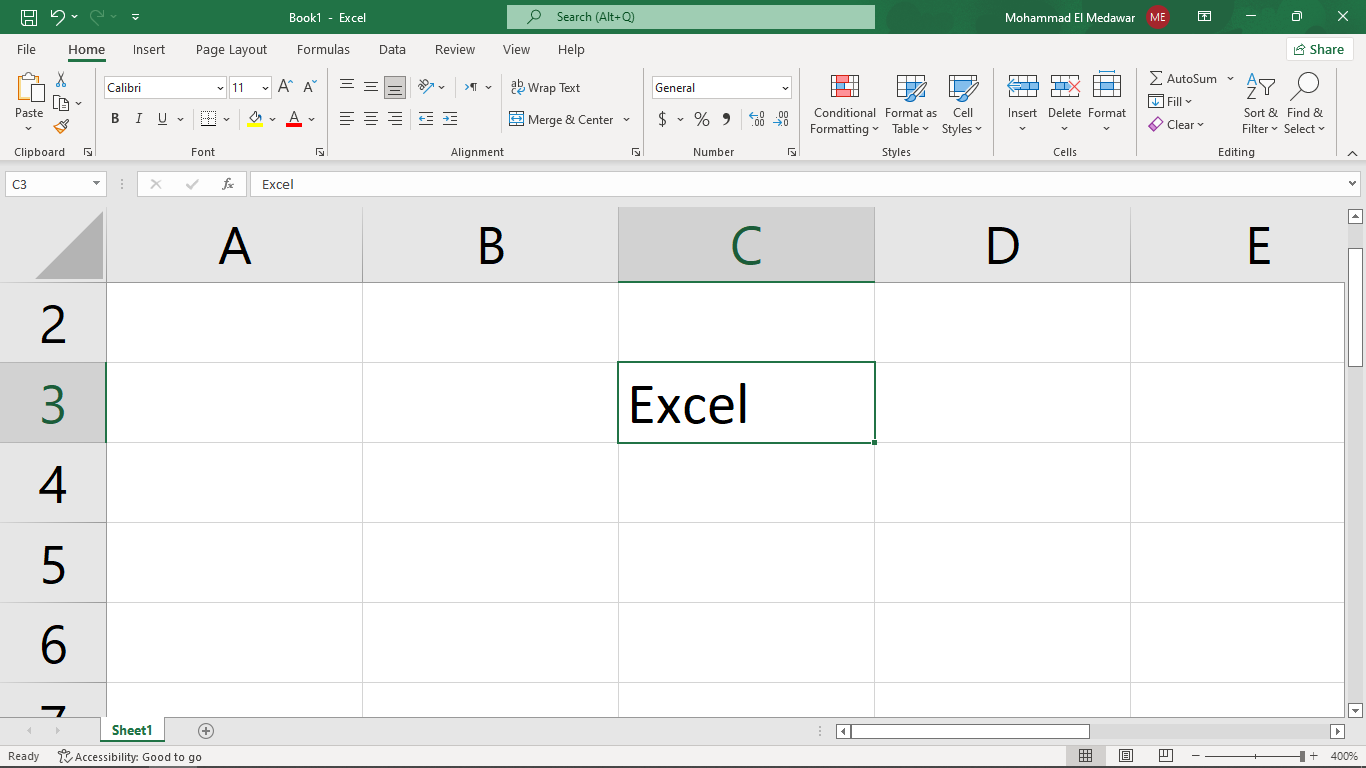 Book1 - Excel
Search (Alt+Q)
Mohammad El Medawar ME
File Home Insert Page Layout Formulas Data Review View Help
Share
Paste
Clipboard
Calibri 11
B I U A
Font
ab Wrap Text
Merge & Center
Alignment
General
$ % 9 .00
Number
Conditional Formatting
Format as Table
Cell Styles
Styles
Insert Delete Format
Cells
AutoSum
Fill
Clear
Sort & Filter
Find & Select
Editing
C3 fx Excel
A B C D E
2
3 Excel
4
5
6
7
Sheet1
Ready Accessibility: Good to go 400%